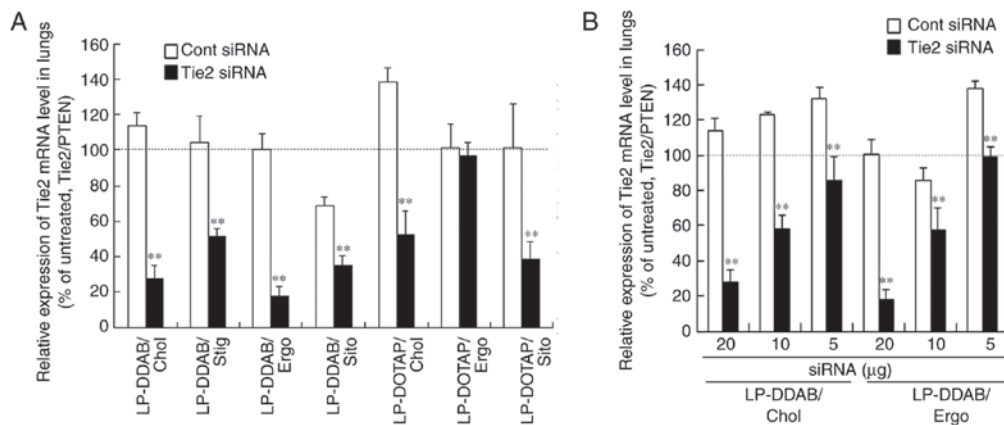 A
Relative expression of Tie2 mRNA level in lungs
(% of untreated, Tie2/PTEN)
160
140
120
100
80
60
40
20
0
Cont siRNA
Tie2 siRNA
**
**
**
**
**
**
LP-DDAB/
Chol
LP-DDAB/
Stig
LP-DDAB/
Ergo
LP-DDAB/
Sito
LP-DOTAP/
Chol
LP-DOTAP/
Ergo
LP-DOTAP/
Sito
B
Relative expression of Tie2 mRNA level in lungs
(% of untreated, Tie2/PTEN)
160
140
120
100
80
60
40
20
0
Cont siRNA
Tie2 siRNA
**
**
**
**
**
**
20 10 5 20 10 5
siRNA (μg)
LP-DDAB/
Chol
LP-DDAB/
Ergo